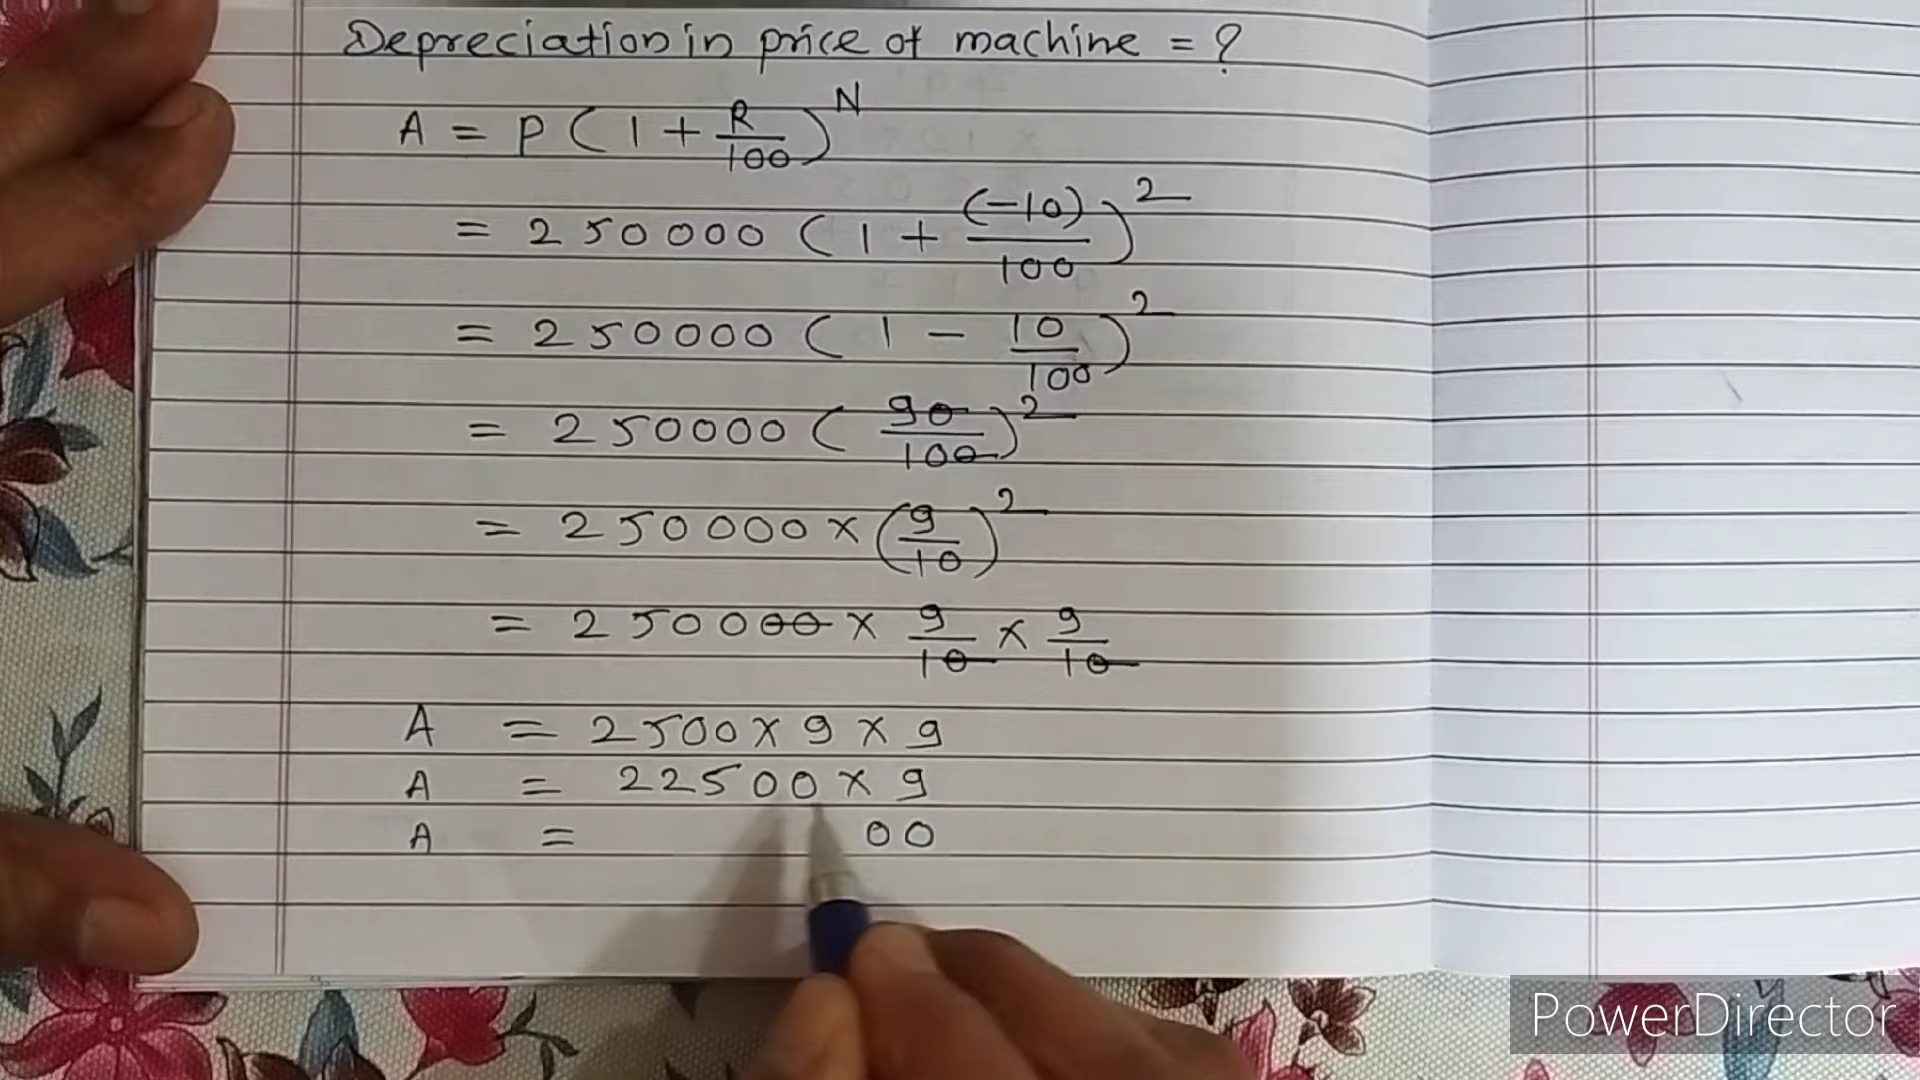 Depreciation in price of machine = ?
A = P ( 1 + R/100 )^N
= 250000 ( 1 + (-10)/100 )^2
= 250000 ( 1 - 10/100 )^2
= 250000 ( 90/100 )^2
= 250000 × ( 9/10 )^2
= 250000 × 9/10 × 9/10
A = 2500 × 9 × 9
A = 22500 × 9
A = 00
PowerDirector